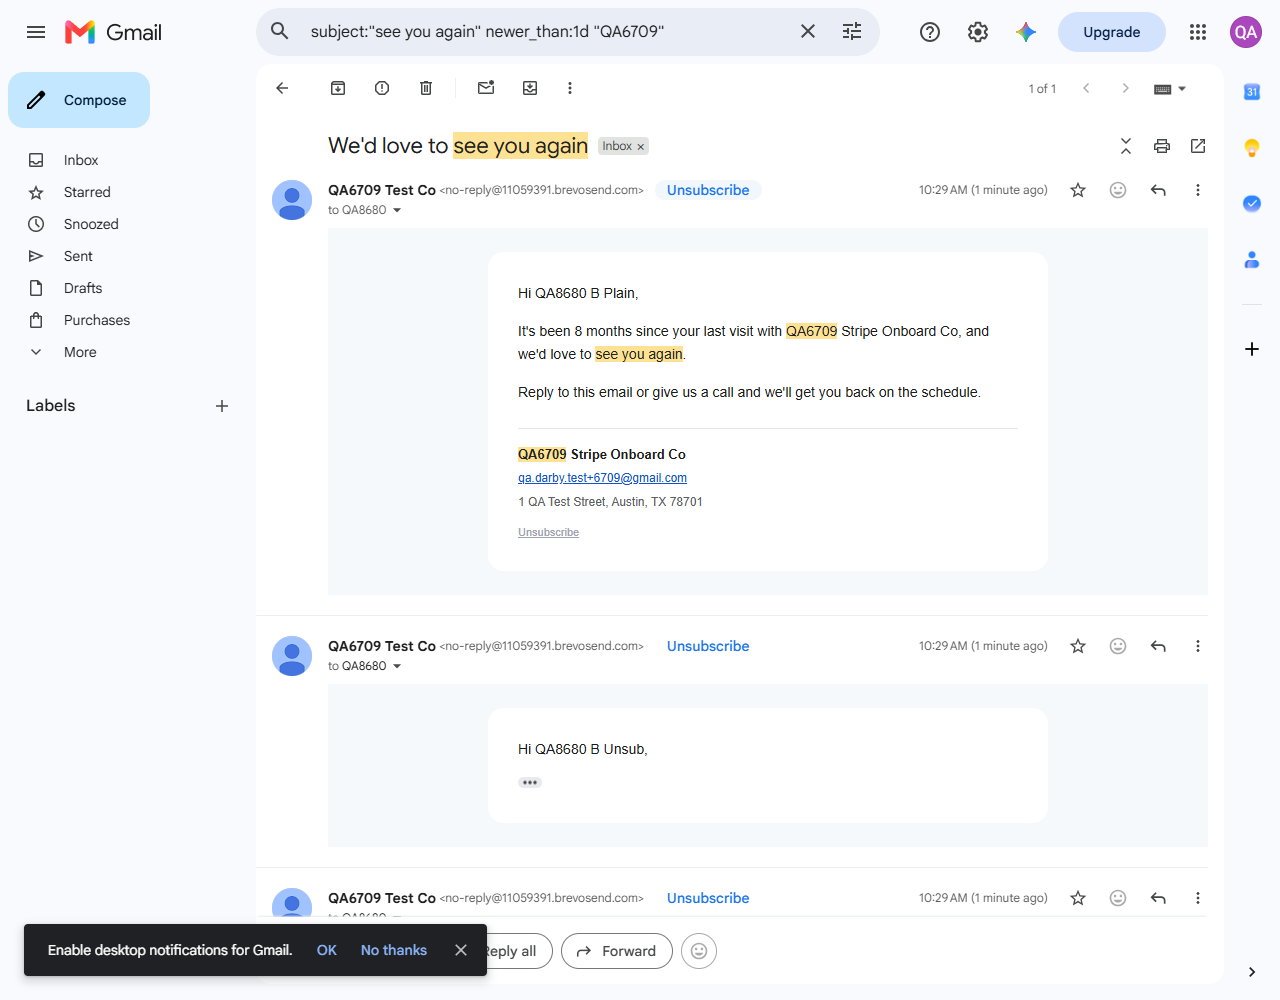 Gmail
subject:"see you again" newer_than:1d "QA6709"
Upgrade
QA
Compose
Inbox
Starred
Snoozed
Sent
Drafts
Purchases
More
Labels
1 of 1
31
We'd love to see you again
Inbox ×
QA6709 Test Co <no-reply@11059391.brevosend.com> Unsubscribe 10:29 AM (1 minute ago)
to QA8680
Hi QA8680 B Plain,
It's been 8 months since your last visit with QA6709 Stripe Onboard Co, and
we'd love to see you again.
Reply to this email or give us a call and we'll get you back on the schedule.
QA6709 Stripe Onboard Co
qa.darby.test+6709@gmail.com
1 QA Test Street, Austin, TX 78701
Unsubscribe
QA6709 Test Co <no-reply@11059391.brevosend.com> Unsubscribe 10:29 AM (1 minute ago)
to QA8680
Hi QA8680 B Unsub,
QA6709 Test Co <no-reply@11059391.brevosend.com> Unsubscribe 10:29 AM (1 minute ago)
to QA8680
Enable desktop notifications for Gmail. OK No thanks
Reply all
Forward